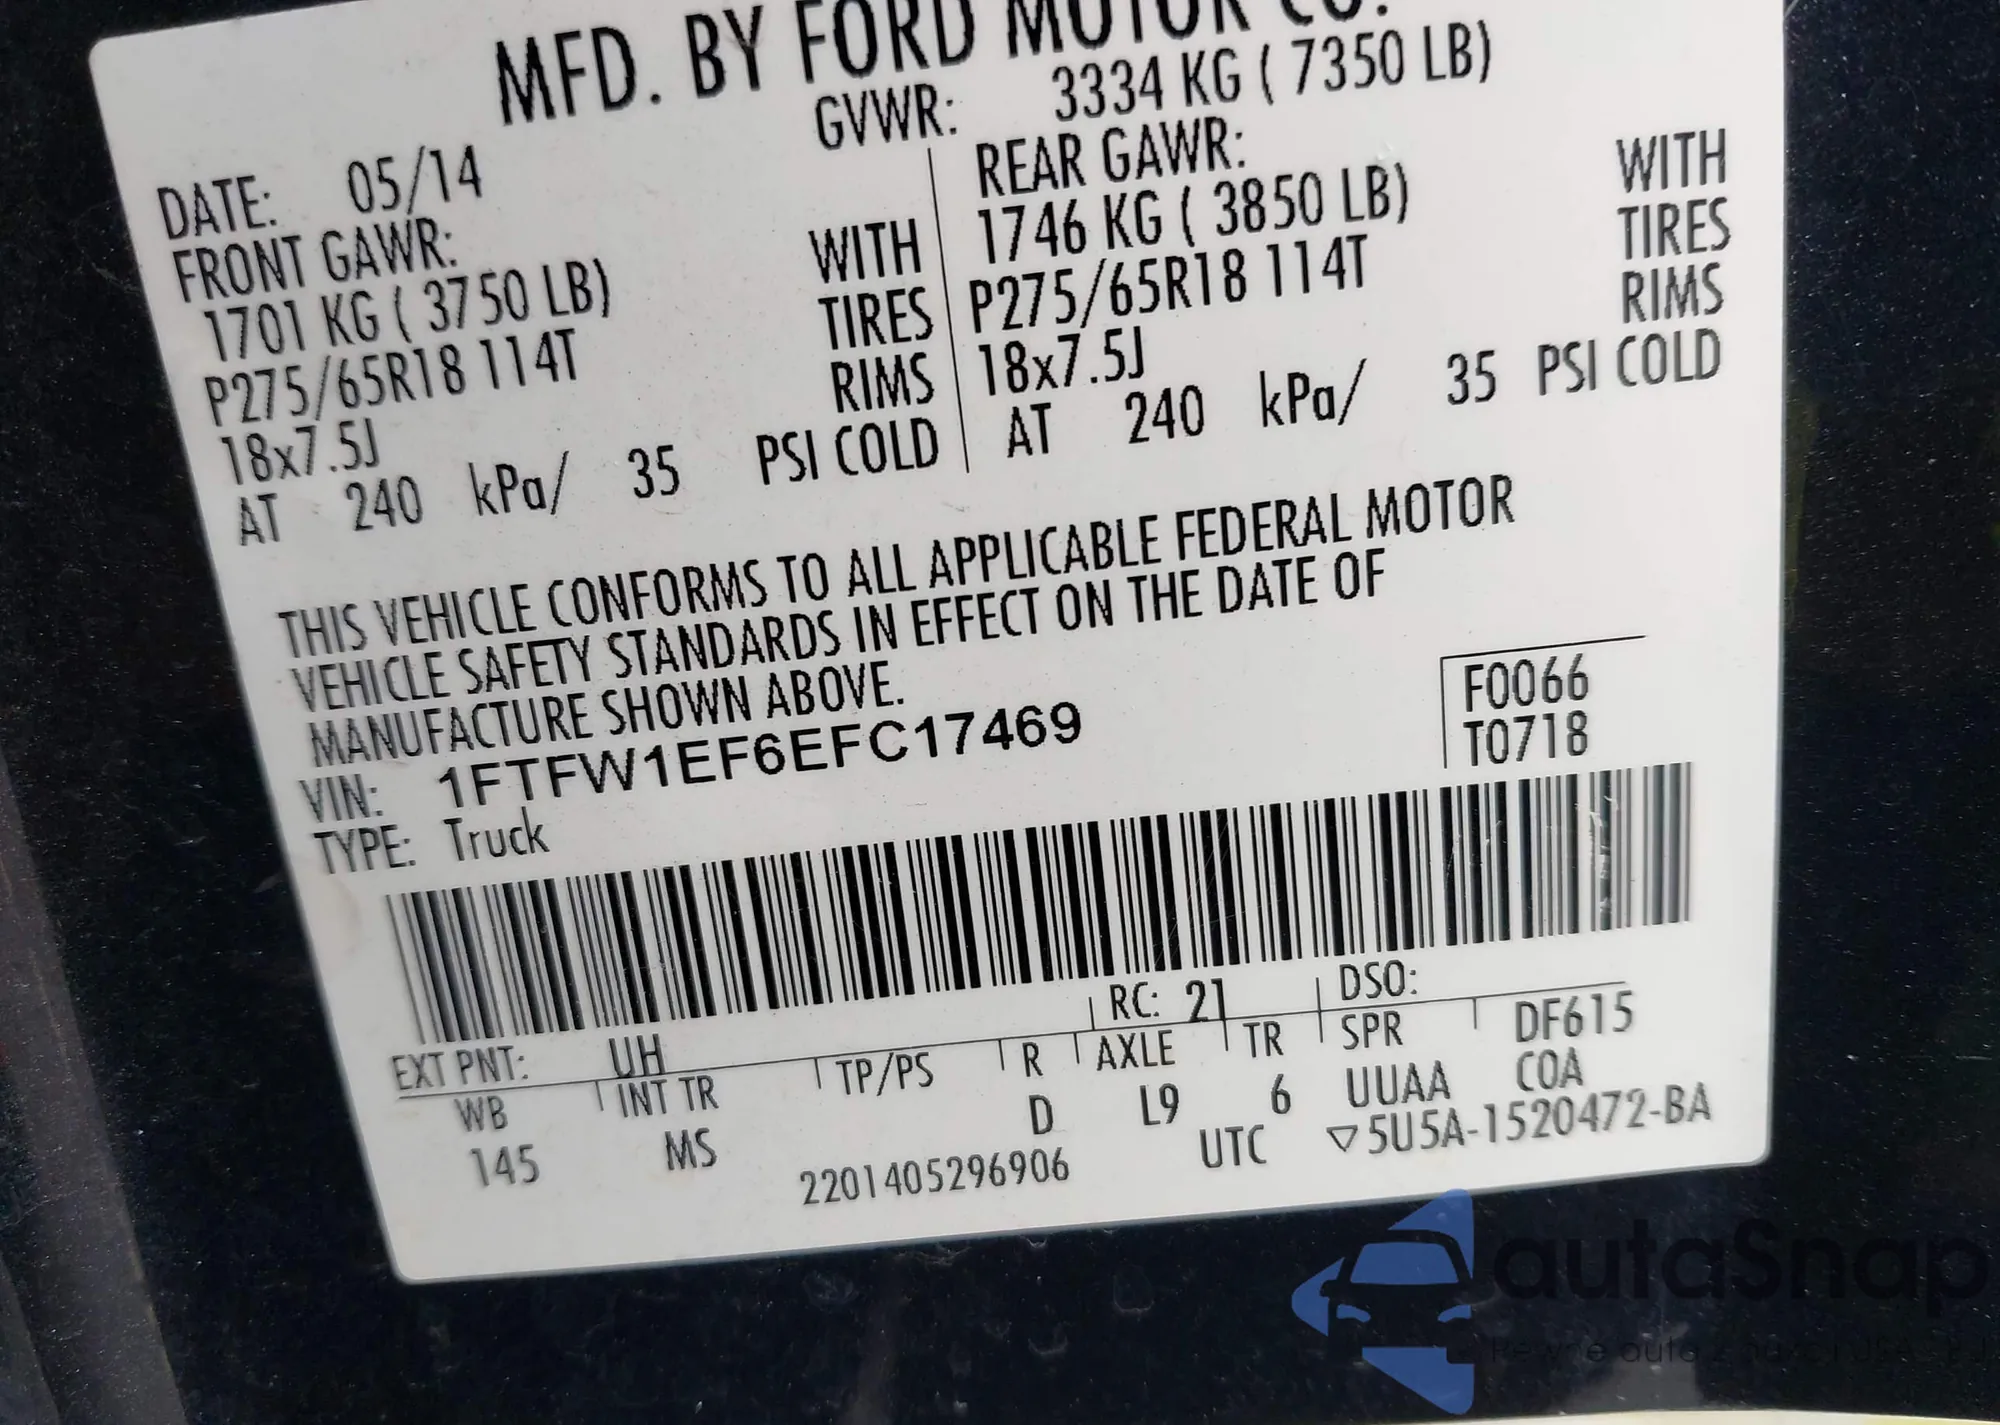 MFD. BY FORD MOTOR CO.
GVWR: 3334 KG ( 7350 LB)
DATE: 05/14
FRONT GAWR:
1701 KG ( 3750 LB) WITH
P275/65R18 114T TIRES
18x7.5J RIMS
AT 240 kPa/ 35 PSI COLD
REAR GAWR:
1746 KG ( 3850 LB) WITH
P275/65R18 114T TIRES
18x7.5J RIMS
AT 240 kPa/ 35 PSI COLD
THIS VEHICLE CONFORMS TO ALL APPLICABLE FEDERAL MOTOR
VEHICLE SAFETY STANDARDS IN EFFECT ON THE DATE OF
MANUFACTURE SHOWN ABOVE.
VIN: 1FTFW1EF6EFC17469
TYPE: Truck
F0066
T0718
EXT PNT: UH RC: 21 DSO:
WB INT TR TP/PS R AXLE TR SPR DF615
145 MS D L9 6 UUAA COA
2201405296906 UTC ▽5U5A-1520472-BA
autaSnap